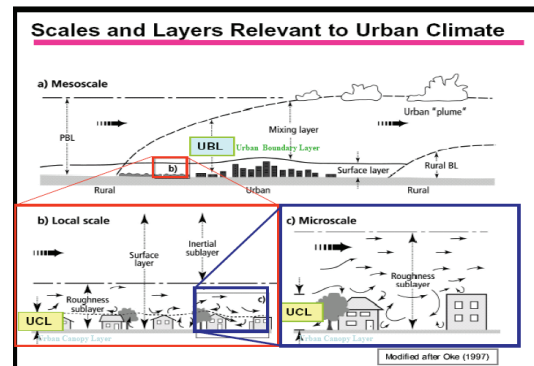 Scales and Layers Relevant to Urban Climate
a) Mesoscale
Urban "plume"
Mixing layer
PBL
UBL
Urban Boundary Layer
b)
Surface layer
Rural BL
Rural
Urban
Rural
b) Local scale
Surface
layer
Inertial
sublayer
Roughness
sublayer
c)
UCL
Urban Canopy Layer
c) Microscale
Roughness
sublayer
UCL
Urban Canopy Layer
Modified after Oke (1997)